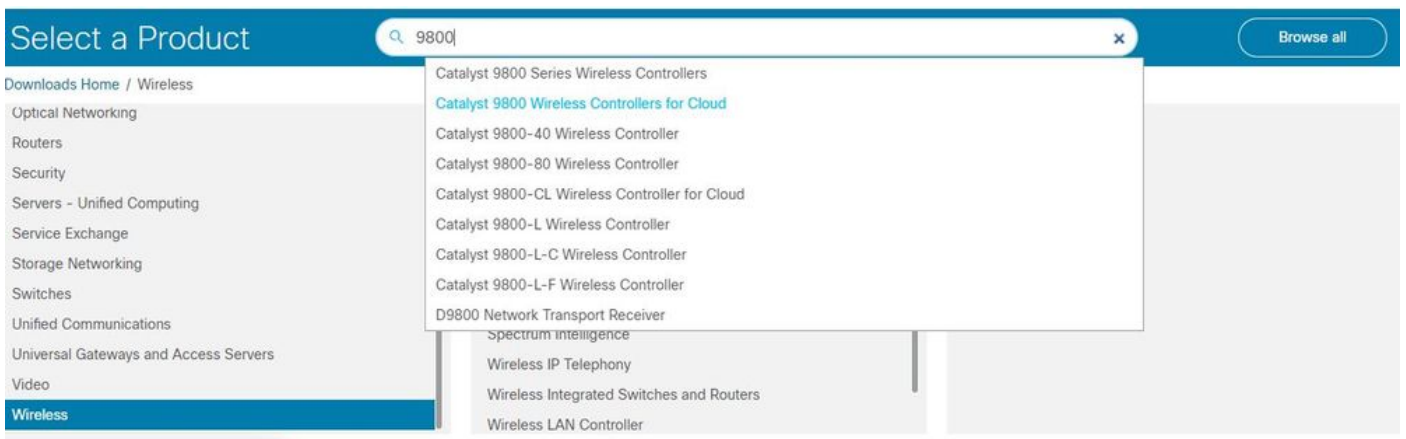 Select a Product
9800
Browse all
Downloads Home / Wireless
Catalyst 9800 Series Wireless Controllers
Catalyst 9800 Wireless Controllers for Cloud
Catalyst 9800-40 Wireless Controller
Catalyst 9800-80 Wireless Controller
Catalyst 9800-CL Wireless Controller for Cloud
Catalyst 9800-L Wireless Controller
Catalyst 9800-L-C Wireless Controller
Catalyst 9800-L-F Wireless Controller
D9800 Network Transport Receiver
Optical Networking
Routers
Security
Servers - Unified Computing
Service Exchange
Storage Networking
Switches
Unified Communications
Universal Gateways and Access Servers
Video
Wireless
Spectrum Intelligence
Wireless IP Telephony
Wireless Integrated Switches and Routers
Wireless LAN Controller